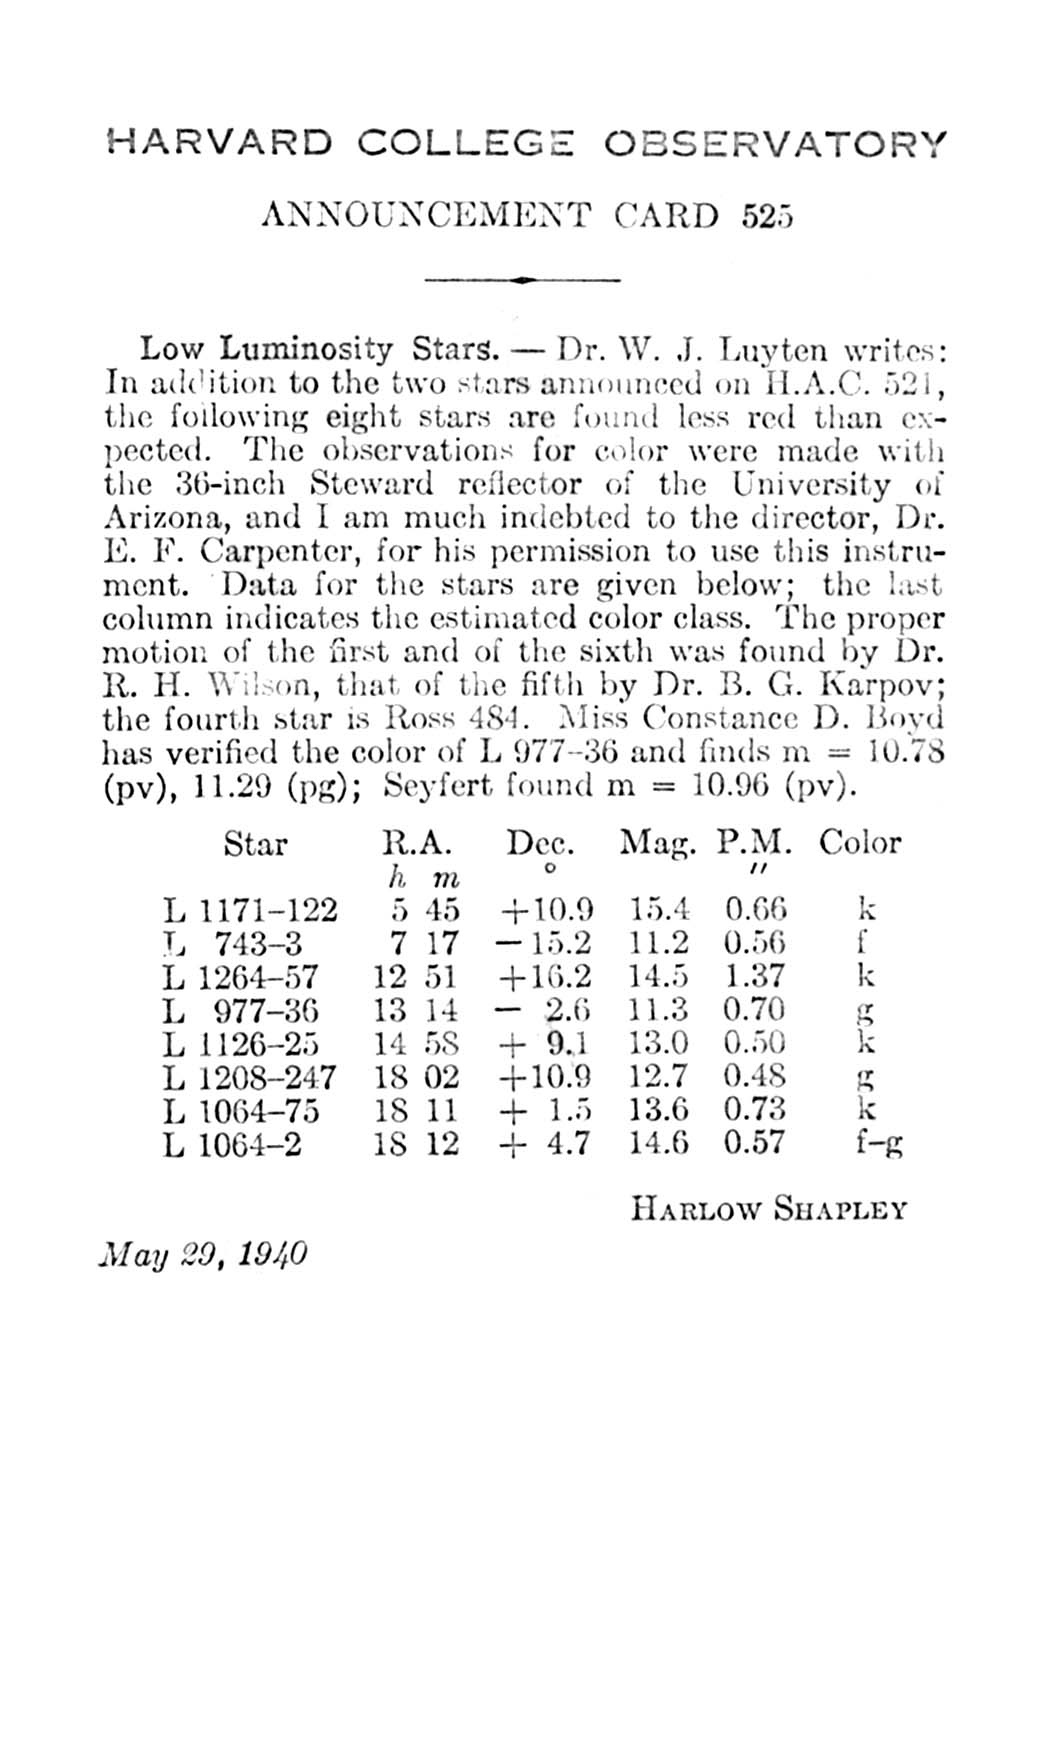 HARVARD COLLEGE OBSERVATORY
ANNOUNCEMENT CARD 525
Low Luminosity Stars. — Dr. W. J. Luyten writes:
In addition to the two stars announced on H.A.C. 521,
the following eight stars are found less red than ex-
pected. The observations for color were made with
the 36-inch Steward reflector of the University of
Arizona, and I am much indebted to the director, Dr.
E. F. Carpenter, for his permission to use this instru-
ment. Data for the stars are given below; the last
column indicates the estimated color class. The proper
motion of the first and of the sixth was found by Dr.
R. H. Wilson, that of the fifth by Dr. B. G. Karpov;
the fourth star is Ross 484. Miss Constance D. Boyd
has verified the color of L 977–36 and finds m = 10.78
(pv), 11.29 (pg); Seyfert found m = 10.96 (pv).
Star R.A. Dec. Mag. P.M. Color
h m ° ″
L 1171–122 5 45 +10.9 15.4 0.66 k
L 743–3 7 17 −15.2 11.2 0.56 f
L 1264–57 12 51 +16.2 14.5 1.37 k
L 977–36 13 14 − 2.6 11.3 0.70 g
L 1126–25 14 58 + 9.1 13.0 0.50 k
L 1208–247 18 02 +10.9 12.7 0.48 g
L 1064–75 18 11 + 1.5 13.6 0.73 k
L 1064–2 18 12 + 4.7 14.6 0.57 f–g
HARLOW SHAPLEY
May 29, 1940